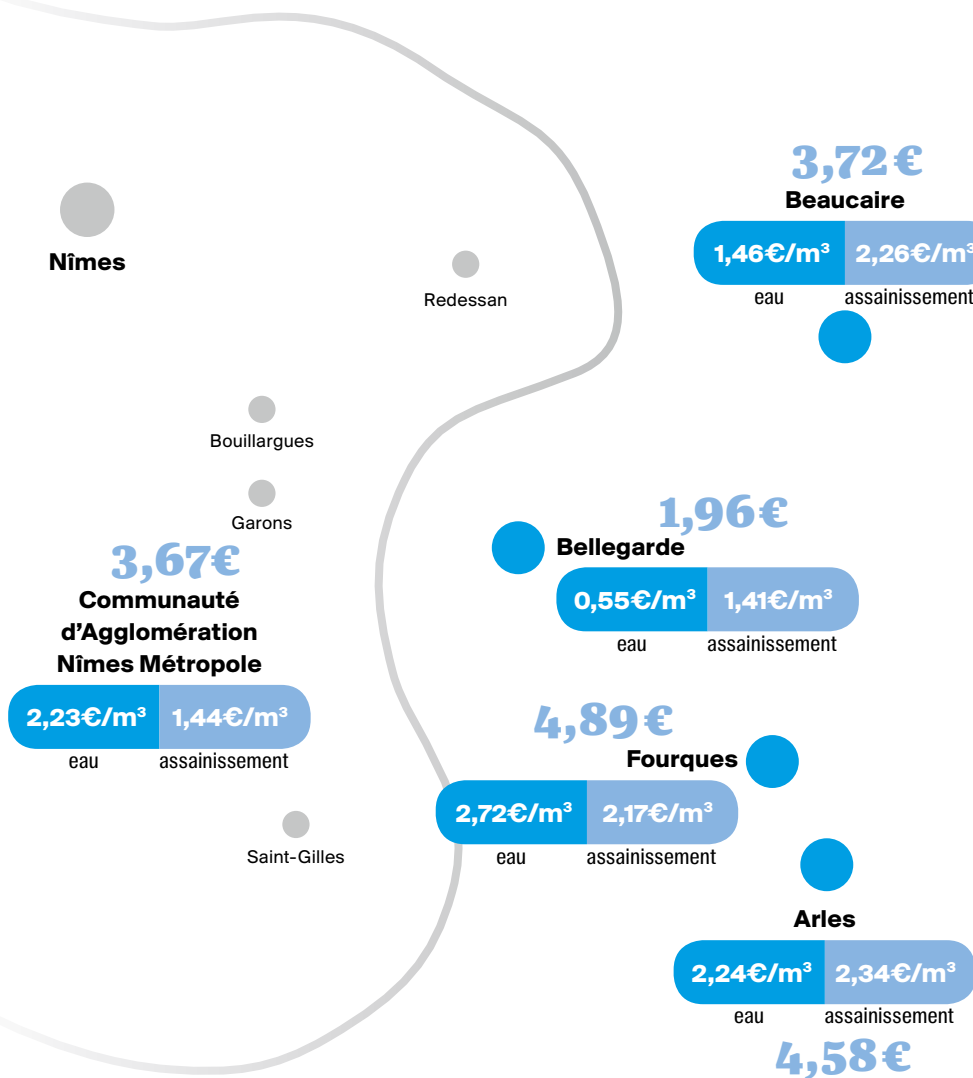 3,72 €
Beaucaire
1,46€/m³ 2,26€/m³
eau assainissement
Nîmes
Redessan
Bouillargues
Garons
1,96 €
Bellegarde
0,55€/m³ 1,41€/m³
eau assainissement
3,67€
Communauté
d'Agglomération
Nîmes Métropole
2,23€/m³ 1,44€/m³
eau assainissement
4,89 €
Fourques
2,72€/m³ 2,17€/m³
eau assainissement
Saint-Gilles
Arles
2,24€/m³ 2,34€/m³
eau assainissement
4,58 €